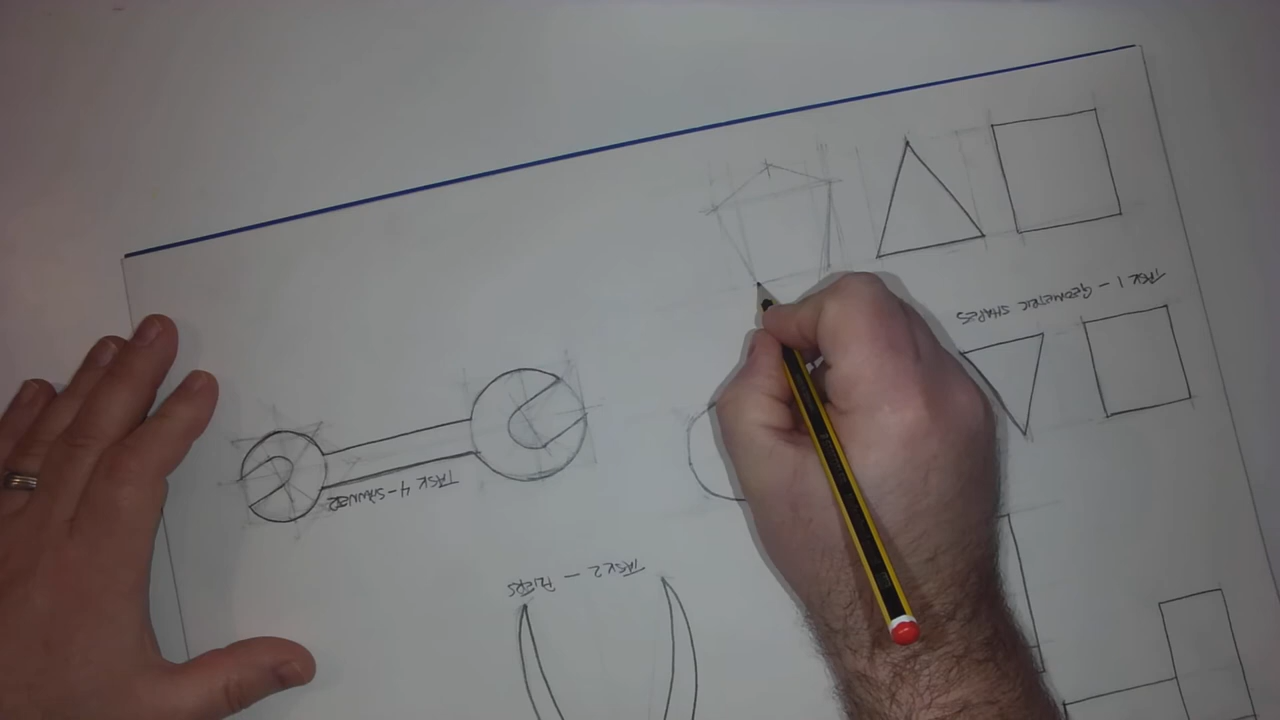 TASK 1 - GEOMETRIC SHAPES
TASK 4 - SPANNER
TASK 2 - PLIERS